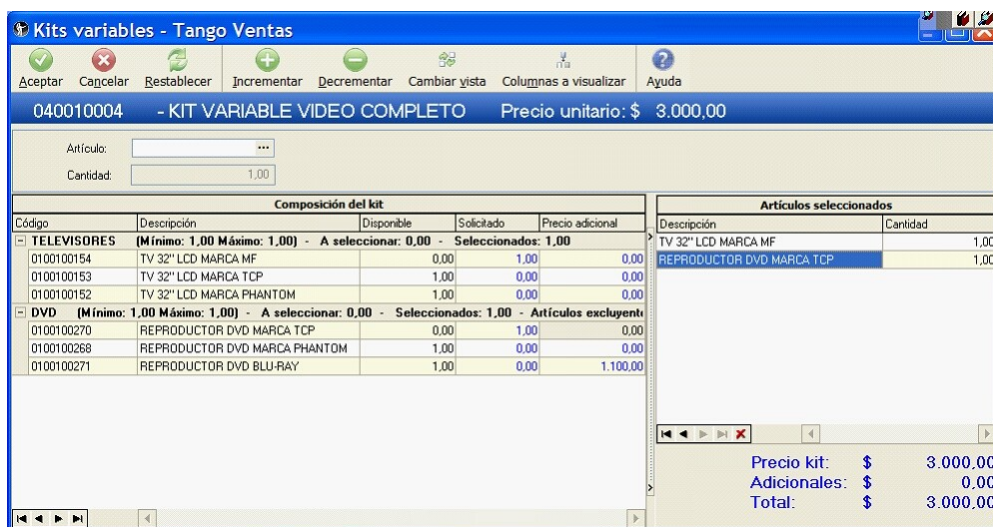 Kits variables - Tango Ventas
Aceptar Cancelar Restablecer Incrementar Decrementar Cambiar vista Columnas a visualizar Ayuda
040010004 - KIT VARIABLE VIDEO COMPLETO Precio unitario: $ 3.000,00
Artículo: ...
Cantidad: 1,00
Composición del kit
Código Descripción Disponible Solicitado Precio adicional
TELEVISORES (Mínimo: 1,00 Máximo: 1,00) - A seleccionar: 0,00 - Seleccionados: 1,00
0100100154 TV 32" LCD MARCA MF 0,00 1,00 0,00
0100100153 TV 32" LCD MARCA TCP 1,00 0,00 0,00
0100100152 TV 32" LCD MARCA PHANTOM 1,00 0,00 0,00
DVD (Mínimo: 1,00 Máximo: 1,00) - A seleccionar: 0,00 - Seleccionados: 1,00 - Artículos excluyent
0100100270 REPRODUCTOR DVD MARCA TCP 0,00 1,00 0,00
0100100268 REPRODUCTOR DVD MARCA PHANTOM 1,00 0,00 0,00
0100100271 REPRODUCTOR DVD BLU-RAY 1,00 0,00 1.100,00
Artículos seleccionados
Descripción Cantidad
TV 32" LCD MARCA MF 1,00
REPRODUCTOR DVD MARCA TCP 1,00
Precio kit: $ 3.000,00
Adicionales: $ 0,00
Total: $ 3.000,00